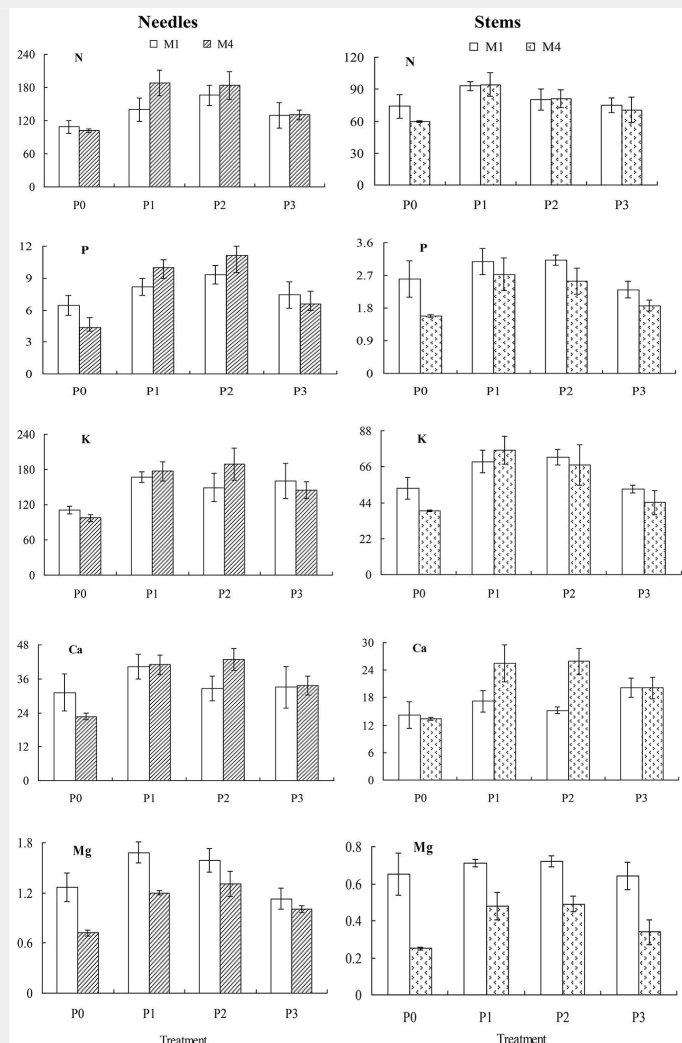 Needles Stems
M1 M4 M1 M4
N N
240 120
180 90
120 60
60 30
0 0
P0 P1 P2 P3 P0 P1 P2 P3
P P
12 3.6
9 2.7
6 1.8
3 0.9
0 0
P0 P1 P2 P3 P0 P1 P2 P3
K K
240 88
180 66
120 44
60 22
0 0
P0 P1 P2 P3 P0 P1 P2 P3
Ca Ca
48 30
36 24
24 18
12 12
0 6
0
P0 P1 P2 P3 P0 P1 P2 P3
Mg Mg
1.8 0.8
1.2 0.6
0.6 0.4
0 0.2
0
P0 P1 P2 P3 P0 P1 P2 P3
Treatment Treatment